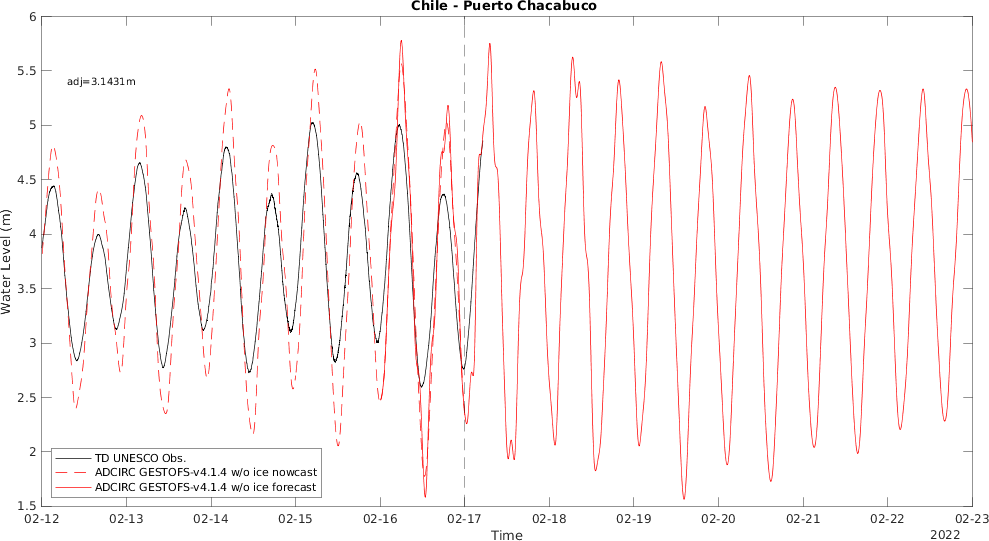 Chile - Puerto Chacabuco
6
5.5
5
4.5
4
3.5
3
2.5
2
1.5
Water Level (m)
adj=3.1431m
TD UNESCO Obs.
ADCIRC GESTOFS-v4.1.4 w/o ice nowcast
ADCIRC GESTOFS-v4.1.4 w/o ice forecast
02-12 02-13 02-14 02-15 02-16 02-17 02-18 02-19 02-20 02-21 02-22 02-23
Time
2022